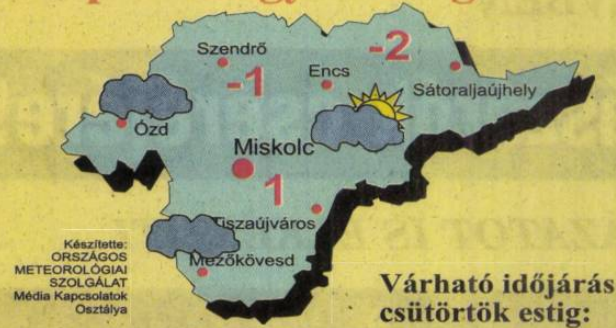 Szendrő
-2
-1
Encs
Sátoraljaújhely
Ózd
Miskolc
1
Tiszaújváros
Mezőkövesd
Készítette:
ORSZÁGOS
METEOROLÓGIAI
SZOLGÁLAT
Média Kapcsolatok
Osztálya
Várható időjárás
csütörtök estig: